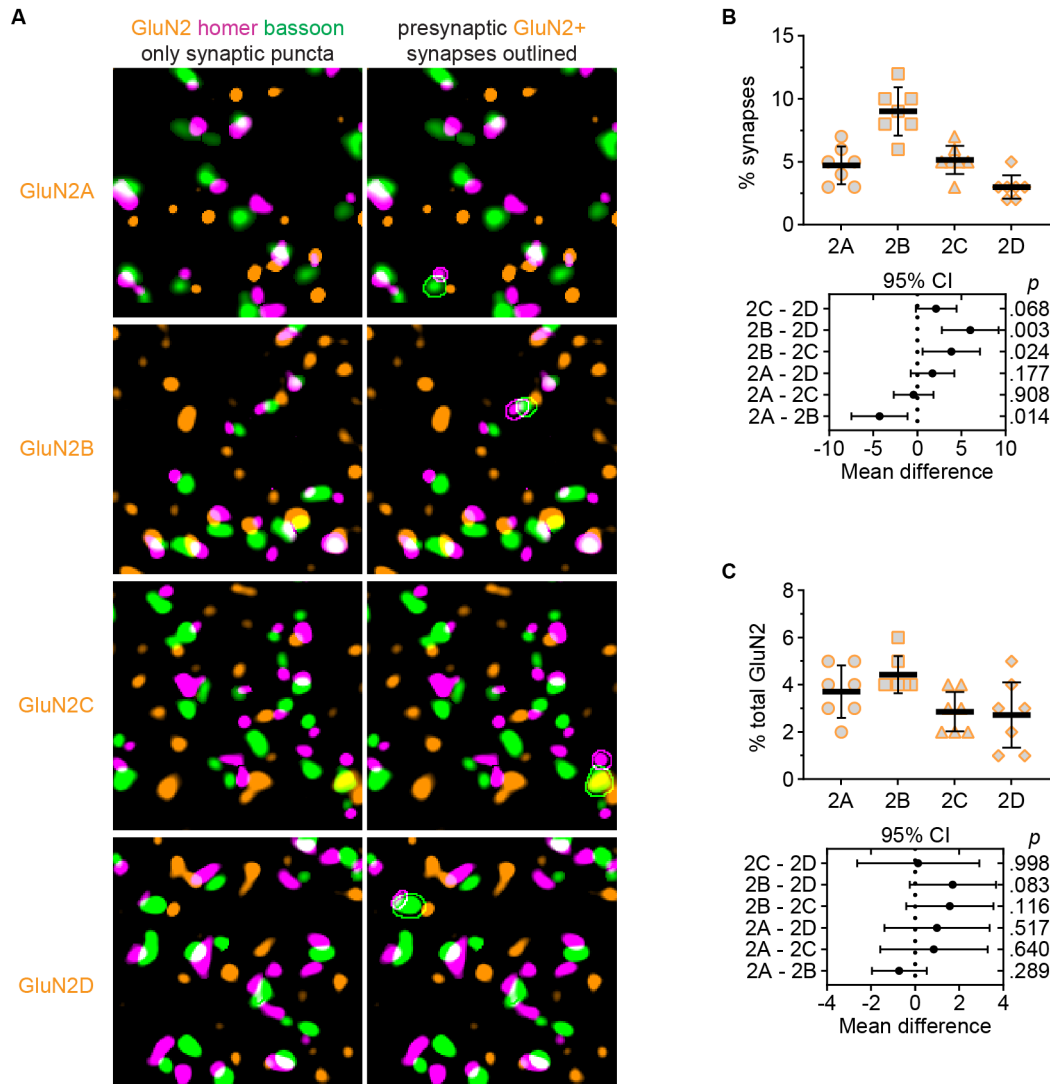 A
GluN2 homer bassoon
only synaptic puncta
presynaptic GluN2+
synapses outlined
GluN2A
GluN2B
GluN2C
GluN2D
B
15
10
5
0
% synapses
2A 2B 2C 2D
95% CI p
2C - 2D .068
2B - 2D .003
2B - 2C .024
2A - 2D .177
2A - 2C .908
2A - 2B .014
-10 -5 0 5 10
Mean difference
C
8
6
4
2
0
% total GluN2
2A 2B 2C 2D
95% CI p
2C - 2D .998
2B - 2D .083
2B - 2C .116
2A - 2D .517
2A - 2C .640
2A - 2B .289
-4 -2 0 2 4
Mean difference